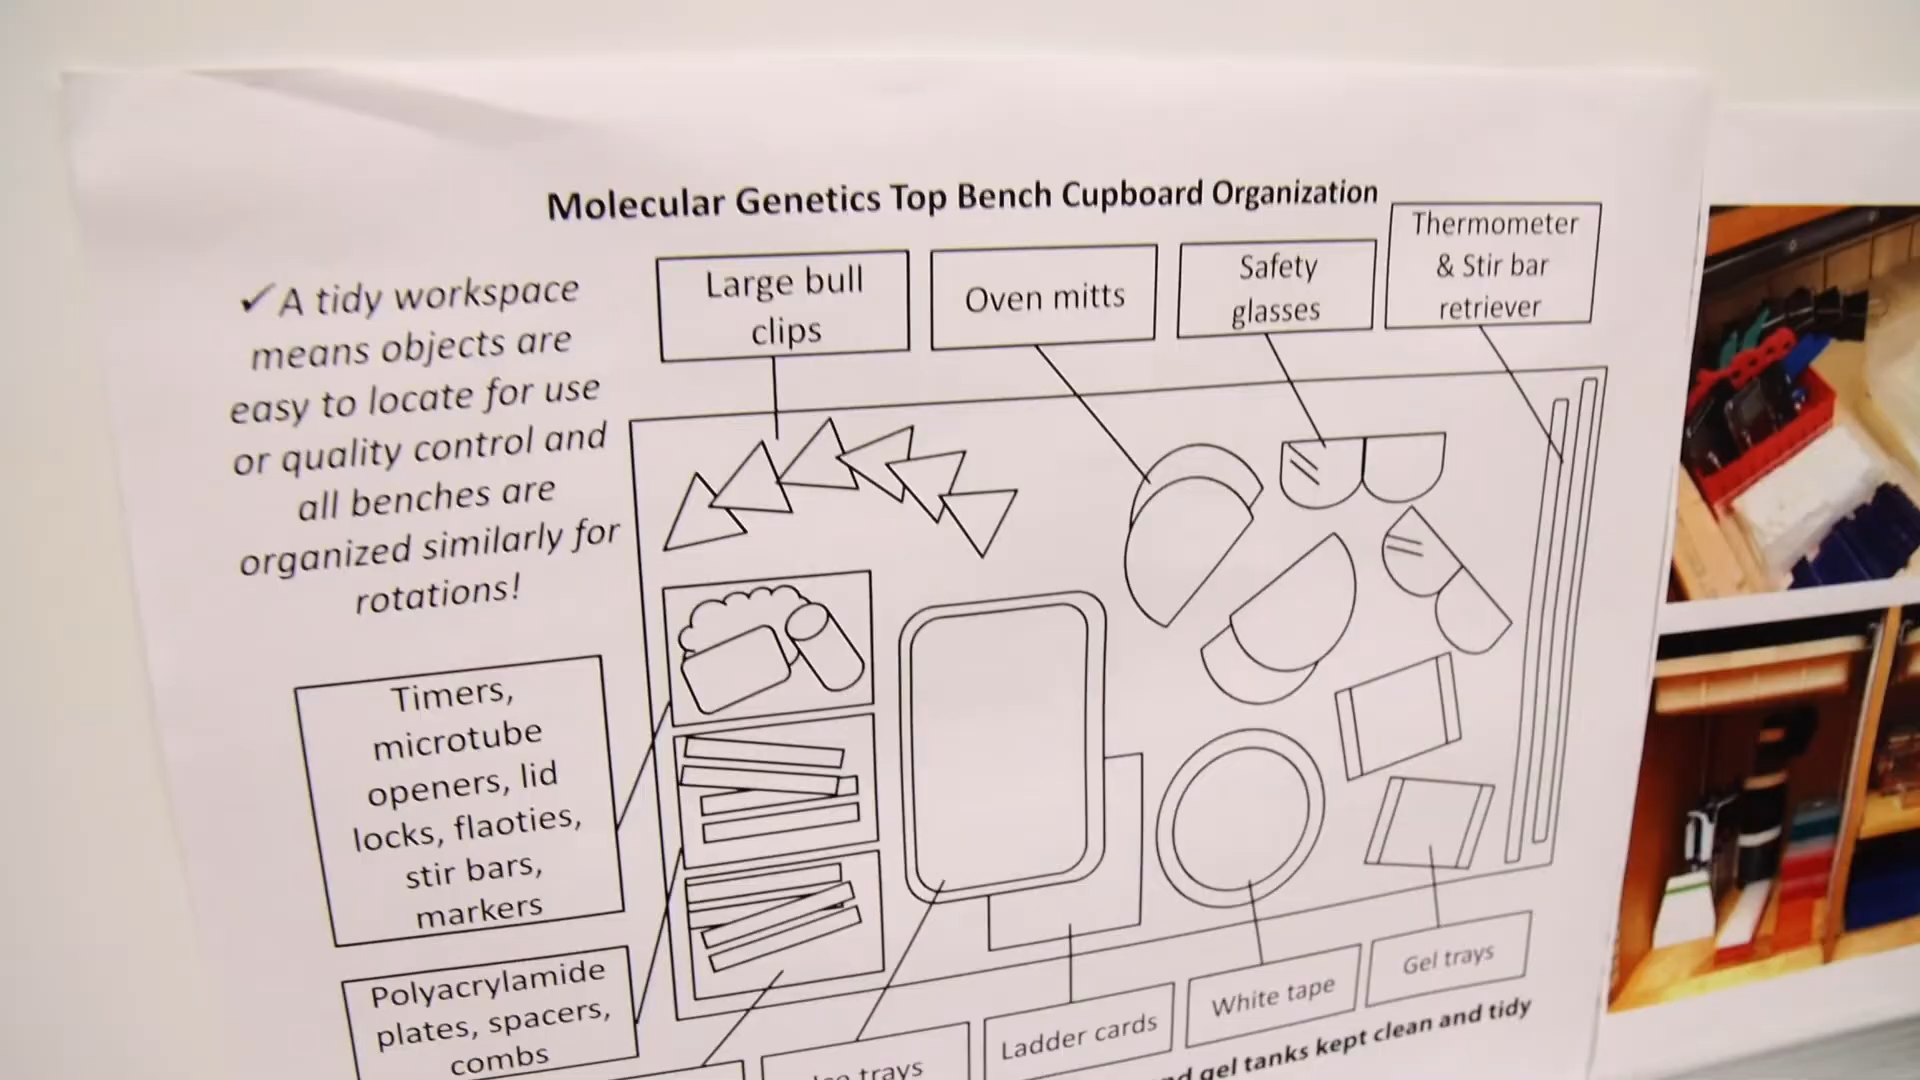 Molecular Genetics Top Bench Cupboard Organization
✓ A tidy workspace
means objects are
easy to locate for use
or quality control and
all benches are
organized similarly for
rotations!
Large bull
clips
Oven mitts
Safety
glasses
Thermometer
& Stir bar
retriever
Timers,
microtube
openers, lid
locks, flaoties,
stir bars,
markers
Polyacrylamide
plates, spacers,
combs
trays
Ladder cards
White tape
Gel trays
gel tanks kept clean and tidy